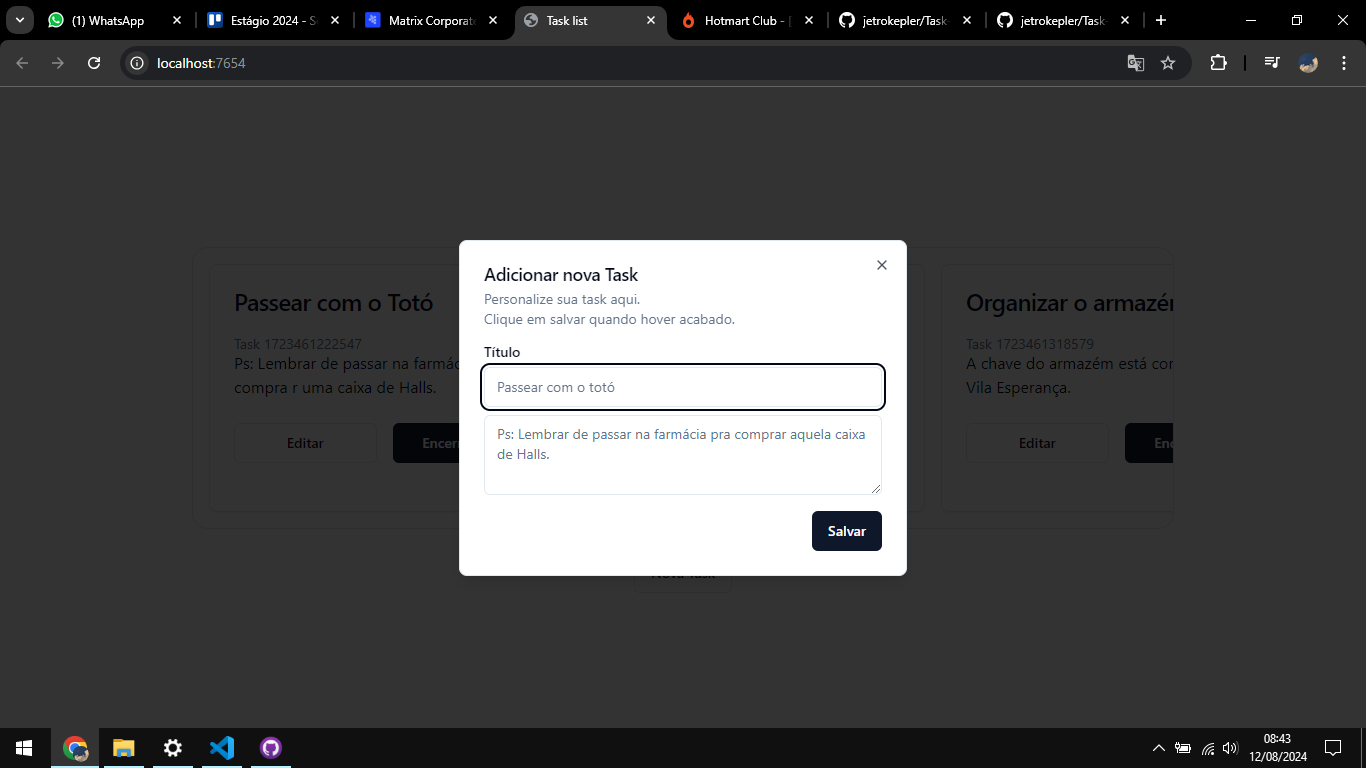 (1) WhatsApp
Estágio 2024 - S
Matrix Corporat
Task list
Hotmart Club -
jetrokepler/Task
jetrokepler/Task
localhost:7654
Adicionar nova Task
Personalize sua task aqui.
Clique em salvar quando hover acabado.
Título
Passear com o totó
Ps: Lembrar de passar na farmácia pra comprar aquela caixa
de Halls.
Salvar
Passear com o Totó
Task 1723461222547
Ps: Lembrar de passar na farmác
compra r uma caixa de Halls.
Editar
Encer
Organizar o armazér
Task 1723461318579
A chave do armazém está cor
Vila Esperança.
Editar
En
Nova Task
08:43
12/08/2024